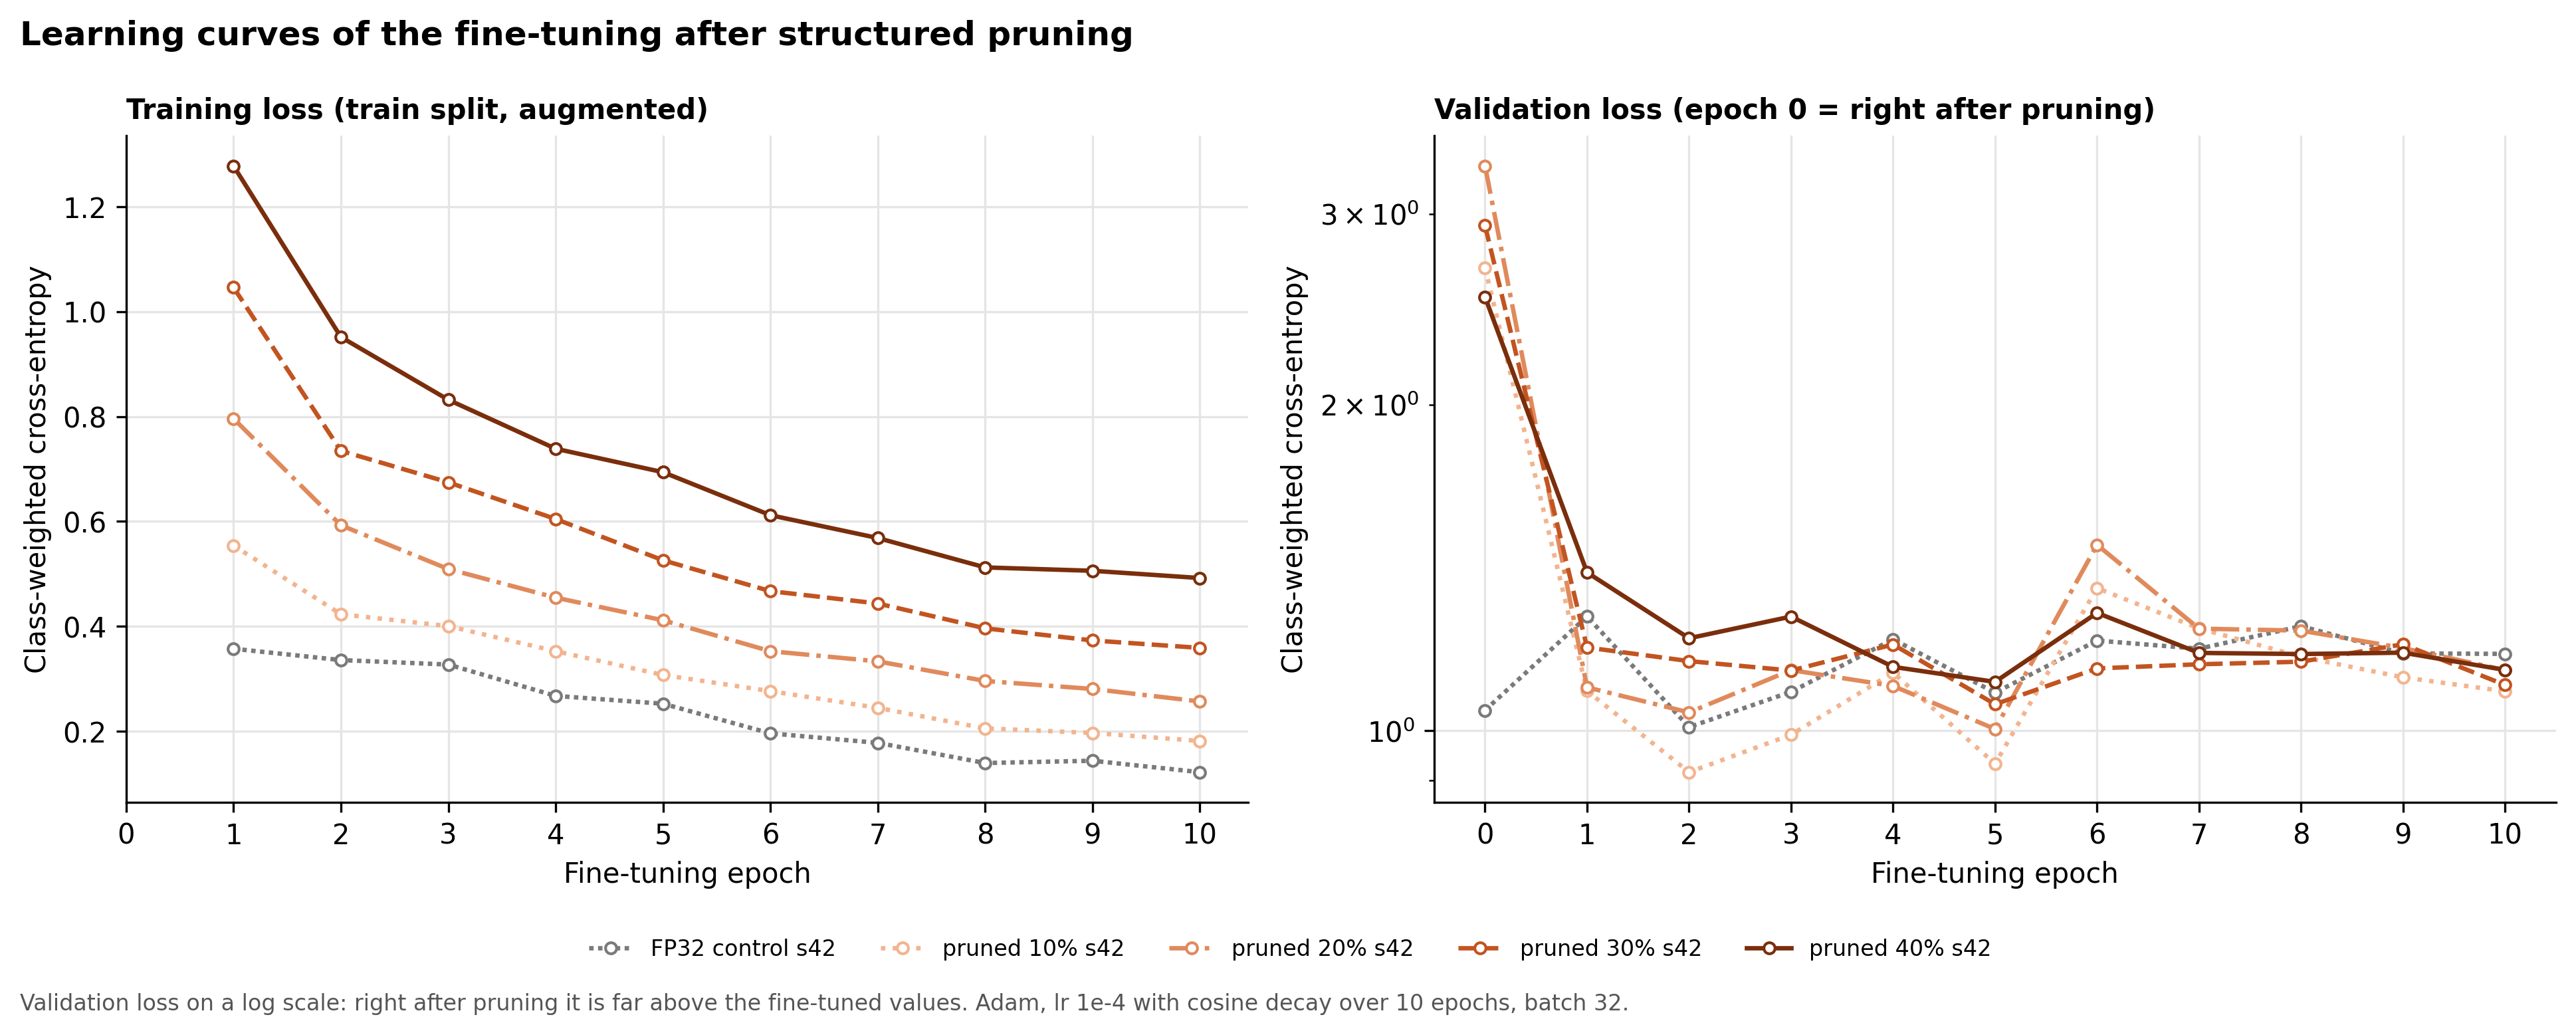 Learning curves of the fine-tuning after structured pruning
Training loss (train split, augmented)
Class-weighted cross-entropy
1.2
1.0
0.8
0.6
0.4
0.2
0 1 2 3 4 5 6 7 8 9 10
Fine-tuning epoch
Validation loss (epoch 0 = right after pruning)
Class-weighted cross-entropy
3 × 10⁰
2 × 10⁰
10⁰
0 1 2 3 4 5 6 7 8 9 10
Fine-tuning epoch
FP32 control s42 pruned 10% s42 pruned 20% s42 pruned 30% s42 pruned 40% s42
Validation loss on a log scale: right after pruning it is far above the fine-tuned values. Adam, lr 1e-4 with cosine decay over 10 epochs, batch 32.